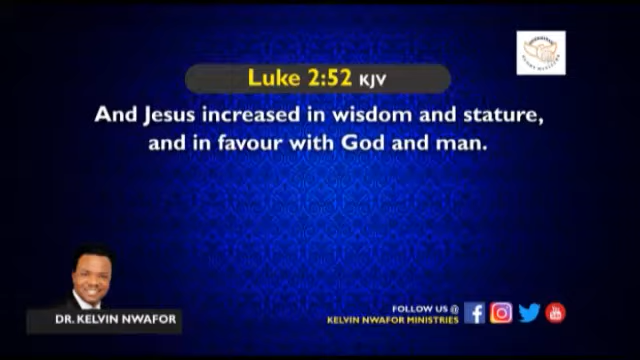 Luke 2:52 KJV
And Jesus increased in wisdom and stature,
and in favour with God and man.
DR. KELVIN NWAFOR
FOLLOW US @
KELVIN NWAFOR MINISTRIES